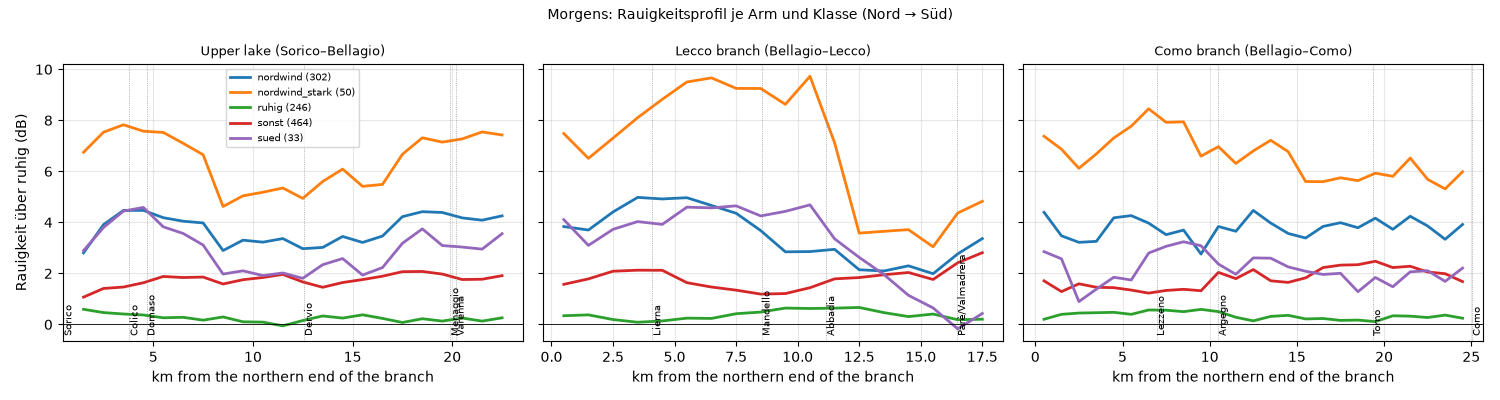 Morgens: Rauigkeitsprofil je Arm und Klasse (Nord → Süd)
Upper lake (Sorico–Bellagio)
Rauigkeit über ruhig (dB)
10
8
6
4
2
0
nordwind (302)
nordwind_stark (50)
ruhig (246)
sonst (464)
sued (33)
Sorico
Colico
Domaso
Dervio
Menaggio
Varenna
5
10
15
20
km from the northern end of the branch
Lecco branch (Bellagio–Lecco)
Lierna
Mandello
Abbadia
Parè/Valmadrera
0.0
2.5
5.0
7.5
10.0
12.5
15.0
17.5
km from the northern end of the branch
Como branch (Bellagio–Como)
Lezzeno
Argegno
Torno
Como
0
5
10
15
20
25
km from the northern end of the branch